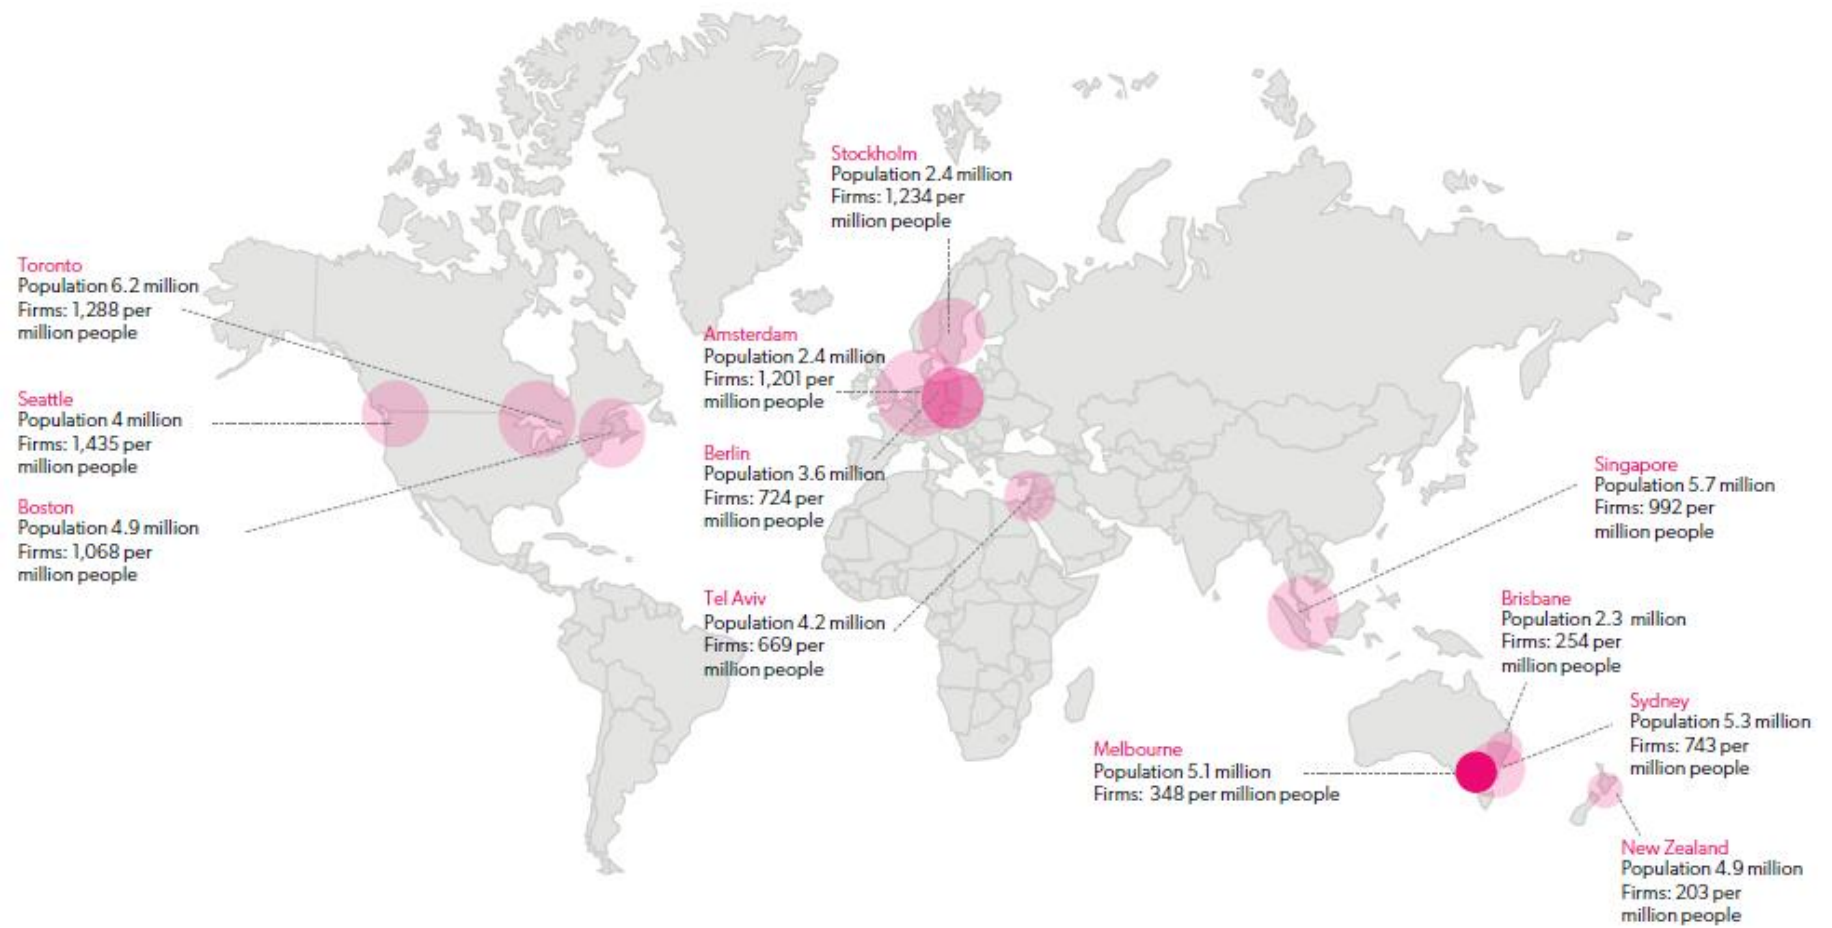 Stockholm
Population 2.4 million
Firms: 1,234 per
million people
Toronto
Population 6.2 million
Firms: 1,288 per
million people
Seattle
Population 4 million
Firms: 1,435 per
million people
Boston
Population 4.9 million
Firms: 1,068 per
million people
Amsterdam
Population 2.4 million
Firms: 1,201 per
million people
Berlin
Population 3.6 million
Firms: 724 per
million people
Tel Aviv
Population 4.2 million
Firms: 669 per
million people
Singapore
Population 5.7 million
Firms: 992 per
million people
Brisbane
Population 2.3 million
Firms: 254 per
million people
Sydney
Population 5.3 million
Firms: 743 per
million people
Melbourne
Population 5.1 million
Firms: 348 per million people
New Zealand
Population 4.9 million
Firms: 203 per
million people